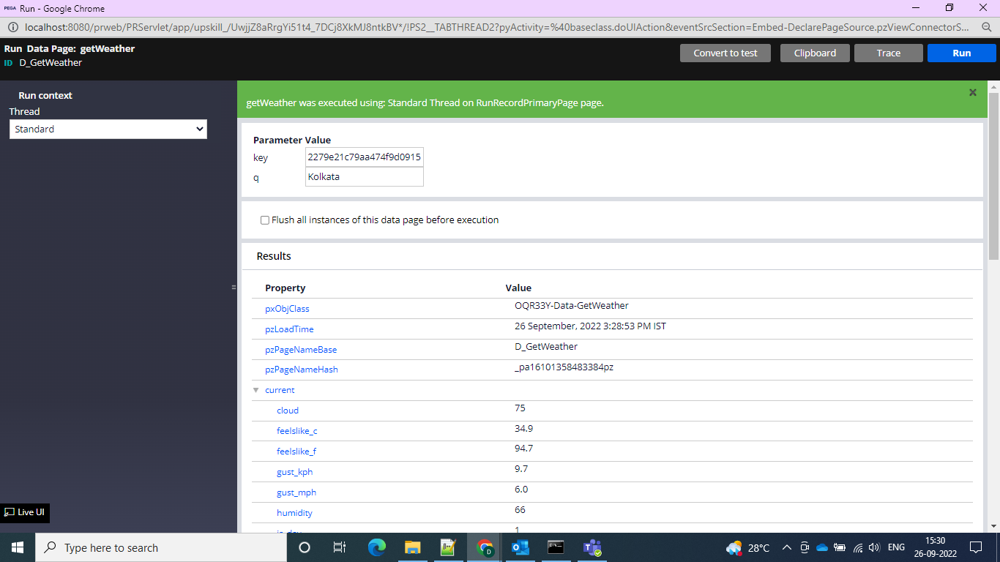 PEGA Run - Google Chrome
localhost:8080/prweb/PRServlet/app/upskill_/UwjjZ8aRrgYi51t4_7DCj8XkMJ8ntkBV*/!PS2__TABTHREAD2?pyActivity=%40baseclass.doUIAction&eventSrcSection=Embed-DeclarePageSource.pzViewConnectorS...
Run Data Page: getWeather
ID D_GetWeather
Convert to test Clipboard Trace Run
Run context
Thread
Standard
getWeather was executed using: Standard Thread on RunRecordPrimaryPage page.
Parameter Value
key 2279e21c79aa474f9d0915
q Kolkata
Flush all instances of this data page before execution
Results
Property Value
pxObjClass OQR33Y-Data-GetWeather
pzLoadTime 26 September, 2022 3:28:53 PM IST
pzPageNameBase D_GetWeather
pzPageNameHash _pa16101358483384pz
current
cloud 75
feelslike_c 34.9
feelslike_f 94.7
gust_kph 9.7
gust_mph 6.0
humidity 66
is_day 1
Live UI
Type here to search
28°C
ENG
15:30
26-09-2022